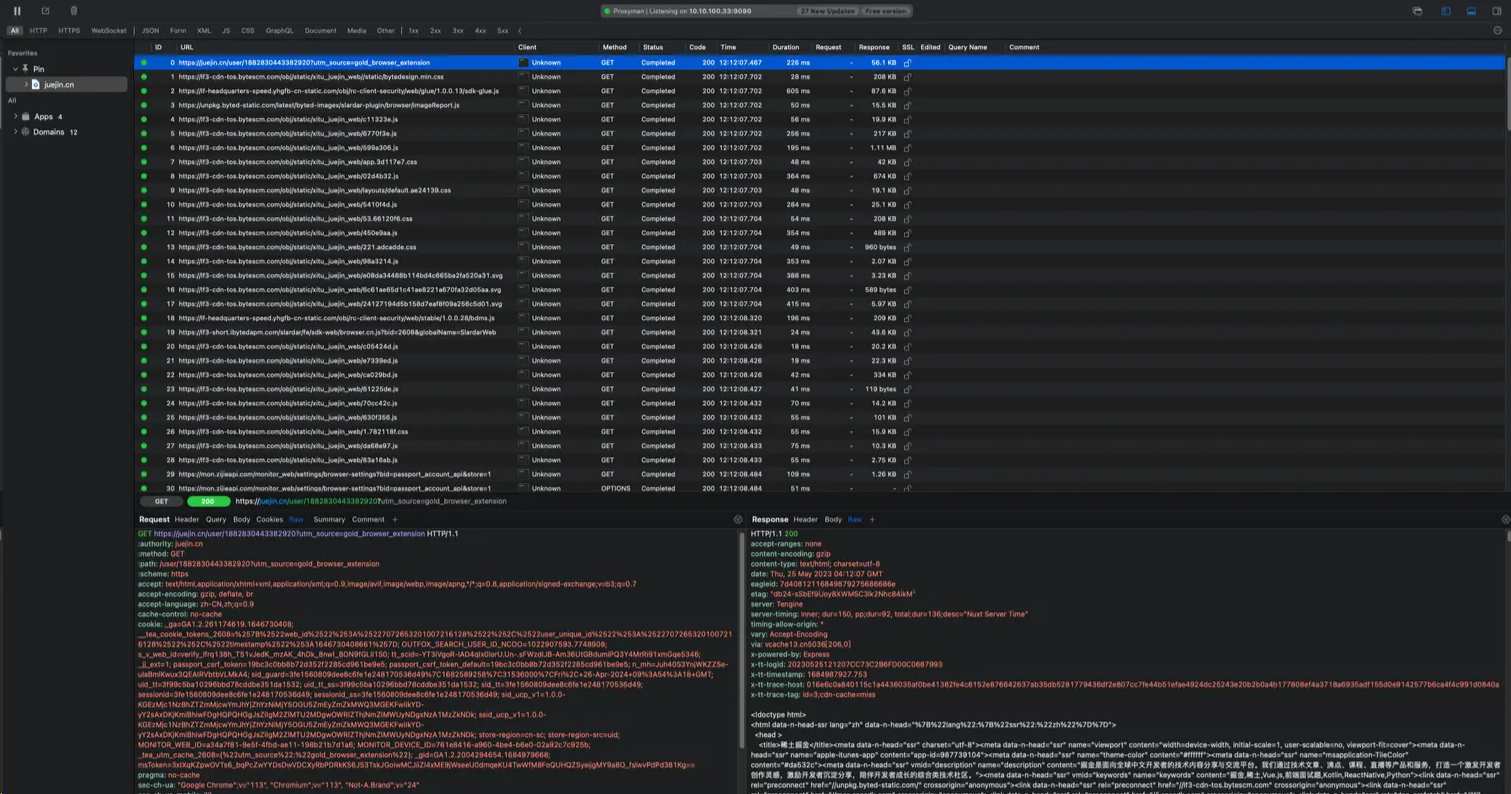 Proxyman | Listening on 10.10.100.33:9090 27 New Updates Free version
All HTTP HTTPS WebSocket JSON Form XML JS CSS GraphQL Document Media Other 1xx 2xx 3xx 4xx 5xx
Favorites
Pin
juejin.cn
All
Apps 4
Domains 12
ID URL Client Method Status Code Time Duration Request Response SSL Edited Query Name Comment
0 https://juejin.cn/user/1882830443382920?utm_source=gold_browser_extension Unknown GET Completed 200 12:12:07.467 226 ms - 56.1 KB
1 https://lf3-cdn-tos.bytescm.com/obj/static/xitu_juejin_web//static/bytedesign.min.css Unknown GET Completed 200 12:12:07.702 28 ms - 208 KB
2 https://lf-headquarters-speed.yhgfb-cn-static.com/obj/rc-client-security/web/glue/1.0.0.13/sdk-glue.js Unknown GET Completed 200 12:12:07.702 605 ms - 87.6 KB
3 https://unpkg.byted-static.com/latest/byted-imagex/slardar-plugin/browser/imageReport.js Unknown GET Completed 200 12:12:07.702 50 ms - 15.5 KB
4 https://lf3-cdn-tos.bytescm.com/obj/static/xitu_juejin_web/c11323e.js Unknown GET Completed 200 12:12:07.702 56 ms - 19.9 KB
5 https://lf3-cdn-tos.bytescm.com/obj/static/xitu_juejin_web/6770f3e.js Unknown GET Completed 200 12:12:07.702 256 ms - 217 KB
6 https://lf3-cdn-tos.bytescm.com/obj/static/xitu_juejin_web/599a306.js Unknown GET Completed 200 12:12:07.702 195 ms - 1.11 MB
7 https://lf3-cdn-tos.bytescm.com/obj/static/xitu_juejin_web/app.3d117e7.css Unknown GET Completed 200 12:12:07.703 48 ms - 42 KB
8 https://lf3-cdn-tos.bytescm.com/obj/static/xitu_juejin_web/02d4b32.js Unknown GET Completed 200 12:12:07.703 364 ms - 674 KB
9 https://lf3-cdn-tos.bytescm.com/obj/static/xitu_juejin_web/layouts/default.ae24139.css Unknown GET Completed 200 12:12:07.703 48 ms - 19.1 KB
10 https://lf3-cdn-tos.bytescm.com/obj/static/xitu_juejin_web/5410f4d.js Unknown GET Completed 200 12:12:07.703 284 ms - 25.1 KB
11 https://lf3-cdn-tos.bytescm.com/obj/static/xitu_juejin_web/53.66120f6.css Unknown GET Completed 200 12:12:07.704 54 ms - 208 KB
12 https://lf3-cdn-tos.bytescm.com/obj/static/xitu_juejin_web/450e9aa.js Unknown GET Completed 200 12:12:07.704 354 ms - 489 KB
13 https://lf3-cdn-tos.bytescm.com/obj/static/xitu_juejin_web/221.adcadde.css Unknown GET Completed 200 12:12:07.704 49 ms - 960 bytes
14 https://lf3-cdn-tos.bytescm.com/obj/static/xitu_juejin_web/98a3214.js Unknown GET Completed 200 12:12:07.704 353 ms - 2.07 KB
15 https://lf3-cdn-tos.bytescm.com/obj/static/xitu_juejin_web/e08da34488b114bd4c665ba2fa520a31.svg Unknown GET Completed 200 12:12:07.704 388 ms - 3.23 KB
16 https://lf3-cdn-tos.bytescm.com/obj/static/xitu_juejin_web/6c61ae65d1c41ae8221a670fa32d05aa.svg Unknown GET Completed 200 12:12:07.704 403 ms - 589 bytes
17 https://lf3-cdn-tos.bytescm.com/obj/static/xitu_juejin_web/24127194d5b158d7eaf8f09a256c5d01.svg Unknown GET Completed 200 12:12:07.704 415 ms - 5.97 KB
18 https://lf-headquarters-speed.yhgfb-cn-static.com/obj/rc-client-security/web/stable/1.0.0.28/bdms.js Unknown GET Completed 200 12:12:08.320 196 ms - 209 KB
19 https://lf3-short.ibytedapm.com/slardar/fe/sdk-web/browser.cn.js?bid=2608&globalName=SlardarWeb Unknown GET Completed 200 12:12:08.321 24 ms - 43.6 KB
20 https://lf3-cdn-tos.bytescm.com/obj/static/xitu_juejin_web/c05424d.js Unknown GET Completed 200 12:12:08.426 18 ms - 20.2 KB
21 https://lf3-cdn-tos.bytescm.com/obj/static/xitu_juejin_web/e7339ed.js Unknown GET Completed 200 12:12:08.426 19 ms - 22.3 KB
22 https://lf3-cdn-tos.bytescm.com/obj/static/xitu_juejin_web/ca029bd.js Unknown GET Completed 200 12:12:08.426 42 ms - 334 KB
23 https://lf3-cdn-tos.bytescm.com/obj/static/xitu_juejin_web/61225de.js Unknown GET Completed 200 12:12:08.427 41 ms - 119 bytes
24 https://lf3-cdn-tos.bytescm.com/obj/static/xitu_juejin_web/70cc42c.js Unknown GET Completed 200 12:12:08.432 70 ms - 14.2 KB
25 https://lf3-cdn-tos.bytescm.com/obj/static/xitu_juejin_web/630f356.js Unknown GET Completed 200 12:12:08.432 55 ms - 101 KB
26 https://lf3-cdn-tos.bytescm.com/obj/static/xitu_juejin_web/1.782118f.css Unknown GET Completed 200 12:12:08.432 55 ms - 15.9 KB
27 https://lf3-cdn-tos.bytescm.com/obj/static/xitu_juejin_web/da68e97.js Unknown GET Completed 200 12:12:08.433 75 ms - 10.3 KB
28 https://lf3-cdn-tos.bytescm.com/obj/static/xitu_juejin_web/83a16ab.js Unknown GET Completed 200 12:12:08.433 55 ms - 2.75 KB
29 https://mon.zijieapi.com/monitor_web/settings/browser-settings?bid=passport_account_api&store=1 Unknown GET Completed 200 12:12:08.484 109 ms - 1.26 KB
30 https://mon.zijieapi.com/monitor_web/settings/browser-settings?bid=passport_account_api&store=1 Unknown OPTIONS Completed 200 12:12:08.484 51 ms - -
GET 200 https://juejin.cn/user/1882830443382920?utm_source=gold_browser_extension
Request Header Query Body Cookies Raw Summary Comment +
GET https://juejin.cn/user/1882830443382920?utm_source=gold_browser_extension HTTP/1.1
:authority: juejin.cn
:method: GET
:path: /user/1882830443382920?utm_source=gold_browser_extension
:scheme: https
accept: text/html,application/xhtml+xml,application/xml;q=0.9,image/avif,image/webp,image/apng,*/*;q=0.8,application/signed-exchange;v=b3;q=0.7
accept-encoding: gzip, deflate, br
accept-language: zh-CN,zh;q=0.9
cache-control: no-cache
cookie: _ga=GA1.2.261174619.1646730408;
MONITOR_WEB_ID=a34a7f81-9e5f-4fbd-ae11-198b21b7d1a6; MONITOR_DEVICE_ID=761e8416-a960-4be4-b6e0-02a92c7c925b;
_tea_utm_cache_2608={%22utm_source%22:%22gold_browser_extension%22}; _gid=GA1.2.2004294654.1684979668;
pragma: no-cache
sec-ch-ua: "Google Chrome";v="113", "Chromium";v="113", "Not-A.Brand";v="24"
Response Header Body Raw +
HTTP/1.1 200
accept-ranges: none
content-encoding: gzip
content-type: text/html; charset=utf-8
date: Thu, 25 May 2023 04:12:07 GMT
eagleid: 7d40812116849879275686686e
server: Tengine
server-timing: inner; dur=150, pp;dur=92, total;dur=136;desc="Nuxt Server Time"
timing-allow-origin: *
vary: Accept-Encoding
via: vcache13.cn5036[206,0]
x-powered-by: Express
x-tt-logid: 20230525121207CC73C2B6FD00C0687993
x-tt-timestamp: 1684987927.753
x-tt-trace-tag: id=3;cdn-cache=miss
<!doctype html>
<html data-n-head-ssr lang="zh" data-n-head="%7B%22lang%22:%7B%22ssr%22:%22zh%22%7D%7D">
<head >
<title>稀土掘金</title><meta data-n-head="ssr" charset="utf-8"><meta data-n-head="ssr" name="viewport" content="width=device-width, initial-scale=1, user-scalable=no, viewport-fit=cover"><meta data-n-
head="ssr" name="apple-itunes-app" content="app-id=987739104"><meta data-n-head="ssr" name="theme-color" content="#ffffff"><meta data-n-head="ssr" name="msapplication-TileColor"
content="#da532c"><meta data-n-head="ssr" vmid="description" name="description" content="掘金是面向全球中文开发者的技术内容分享与交流平台。我们通过技术文章、沸点、课程、直播等产品和服务，打造一个激发开发者
创作灵感，激励开发者沉淀分享，陪伴开发者成长的综合类技术社区。"><meta data-n-head="ssr" vmid="keywords" name="keywords" content="掘金,稀土,Vue.js,前端面试题,Kotlin,ReactNative,Python"><link data-n-head="ssr"
rel="preconnect" href="//unpkg.byted-static.com/" crossorigin="anonymous"><link data-n-head="ssr" rel="preconnect" href="//lf3-cdn-tos.bytescm.com" crossorigin="anonymous"><link data-n-head="ssr"